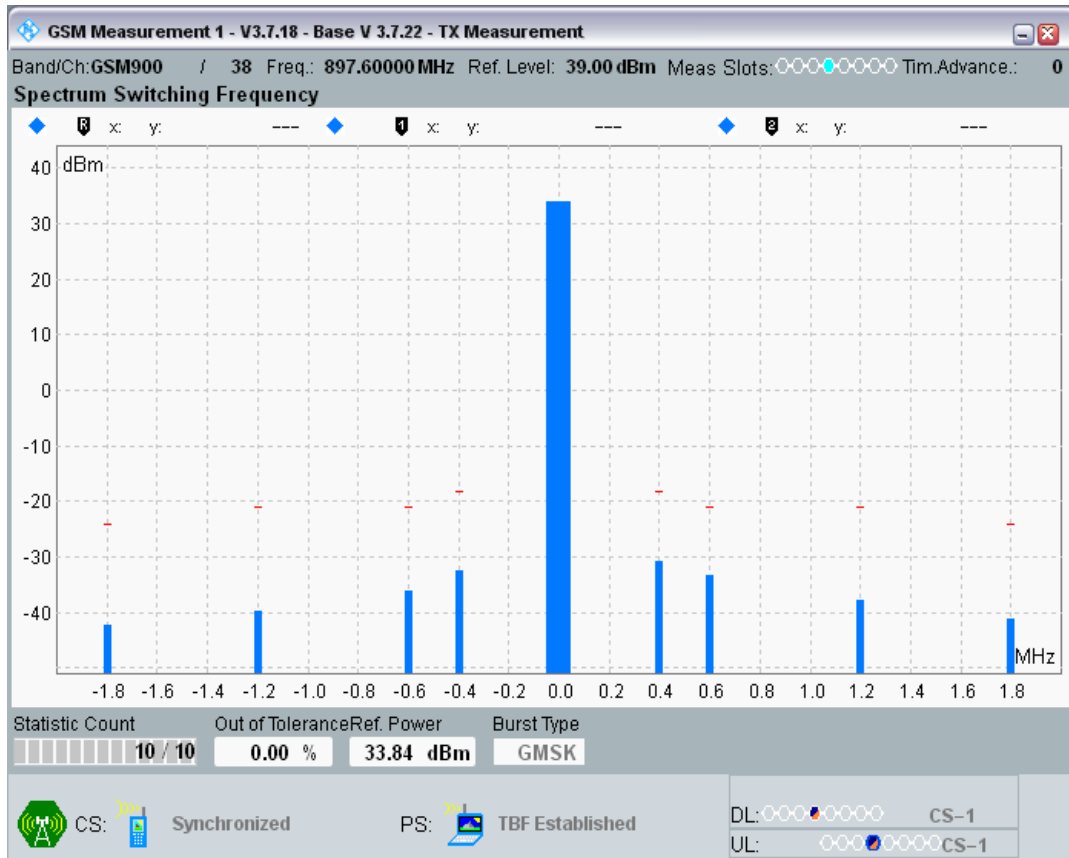 GSM Measurement 1 - V3.7.18 - Base V 3.7.22 - TX Measurement
Band/Ch:GSM900 / 38 Freq.: 897.60000 MHz Ref. Level: 39.00 dBm Meas Slots: Tim.Advance.: 0
Spectrum Switching Frequency
R x: y: --- 1 x: y: --- 2 x: y: ---
dBm
40
30
20
10
0
-10
-20
-30
-40
MHz
-1.8 -1.6 -1.4 -1.2 -1.0 -0.8 -0.6 -0.4 -0.2 0.0 0.2 0.4 0.6 0.8 1.0 1.2 1.4 1.6 1.8
Statistic Count Out of Tolerance Ref. Power Burst Type
10 / 10 0.00 % 33.84 dBm GMSK
CS: Synchronized PS: TBF Established
DL: CS-1
UL: CS-1